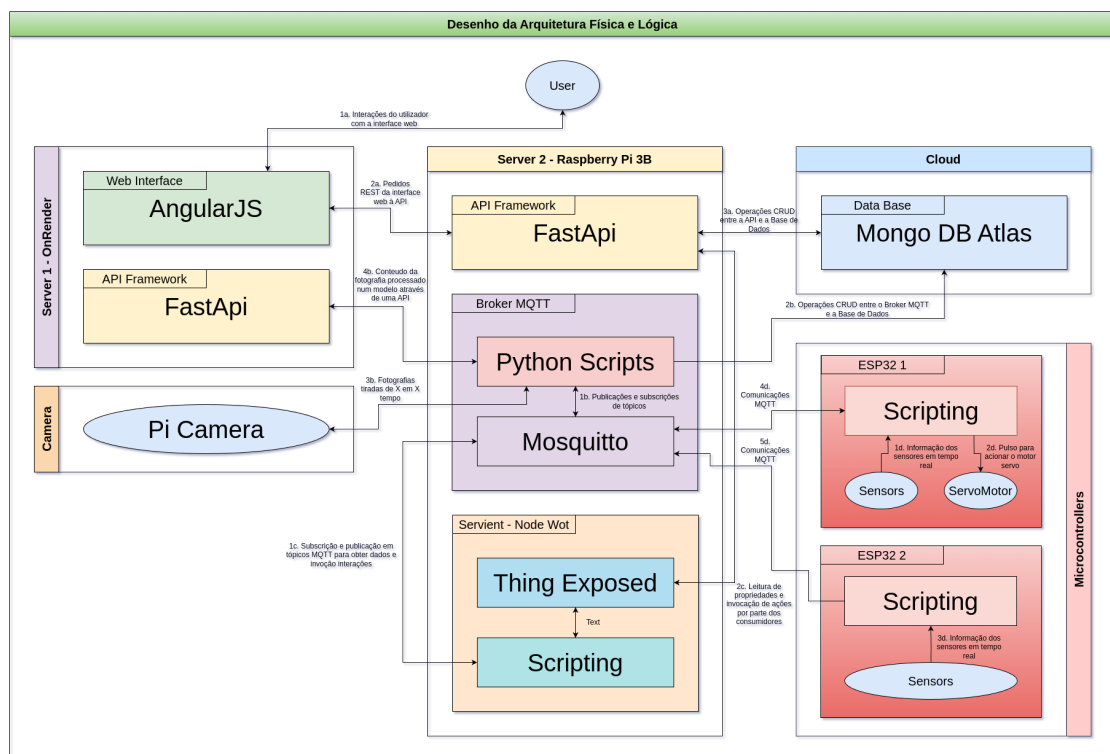 Desenho da Arquitetura Física e Lógica
User
1a. Interações do utilizador
com a interface web
Server 1 - OnRender
Web Interface
AngularJS
API Framework
FastApi
2a. Pedidos
REST da interface
web à API
4b. Conteudo da
fotografia processado
num modelo através
de uma API
Camera
Pi Camera
3b. Fotografias
tiradas de X em X
tempo
Server 2 - Raspberry Pi 3B
API Framework
FastApi
Broker MQTT
Python Scripts
1b. Publicações e subscrições
de tópicos
Mosquitto
1c. Subscrição e publicação em
tópicos MQTT para obter dados e
invoção interações
Servient - Node Wot
Thing Exposed
Text
Scripting
3a. Operações CRUD
entre a API e a Base de
Dados
Cloud
Data Base
Mongo DB Atlas
2b. Operações CRUD entre o Broker MQTT
e a Base de Dados
4d.
Comunicações
MQTT
5d.
Comunicações
MQTT
2c. Leitura de
propriedades e
invocação de ações
por parte dos
consumidores
Microcontrollers
ESP32 1
Scripting
1d. Informação dos
sensores em tempo
real
2d. Pulso para
acionar o motor
servo
Sensors
ServoMotor
ESP32 2
Scripting
3d. Informação dos
sensores em tempo
real
Sensors